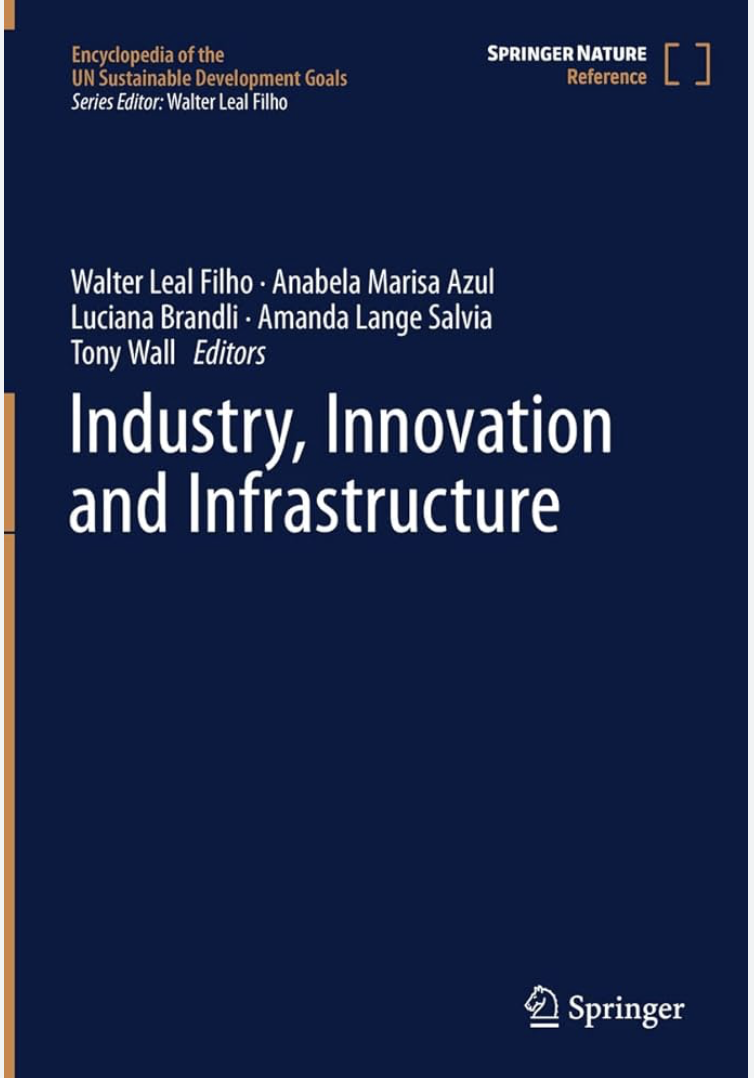 Encyclopedia of the
UN Sustainable Development Goals
Series Editor: Walter Leal Filho
SPRINGER NATURE
Reference
Walter Leal Filho · Anabela Marisa Azul
Luciana Brandli · Amanda Lange Salvia
Tony Wall Editors
Industry, Innovation
and Infrastructure
Springer